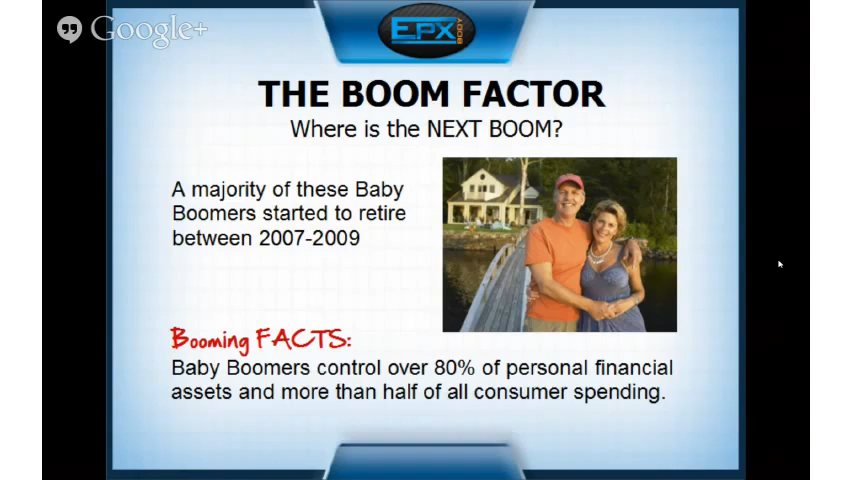 Google+
EPX BODY
THE BOOM FACTOR
Where is the NEXT BOOM?
A majority of these Baby
Boomers started to retire
between 2007-2009
Booming FACTS:
Baby Boomers control over 80% of personal financial
assets and more than half of all consumer spending.